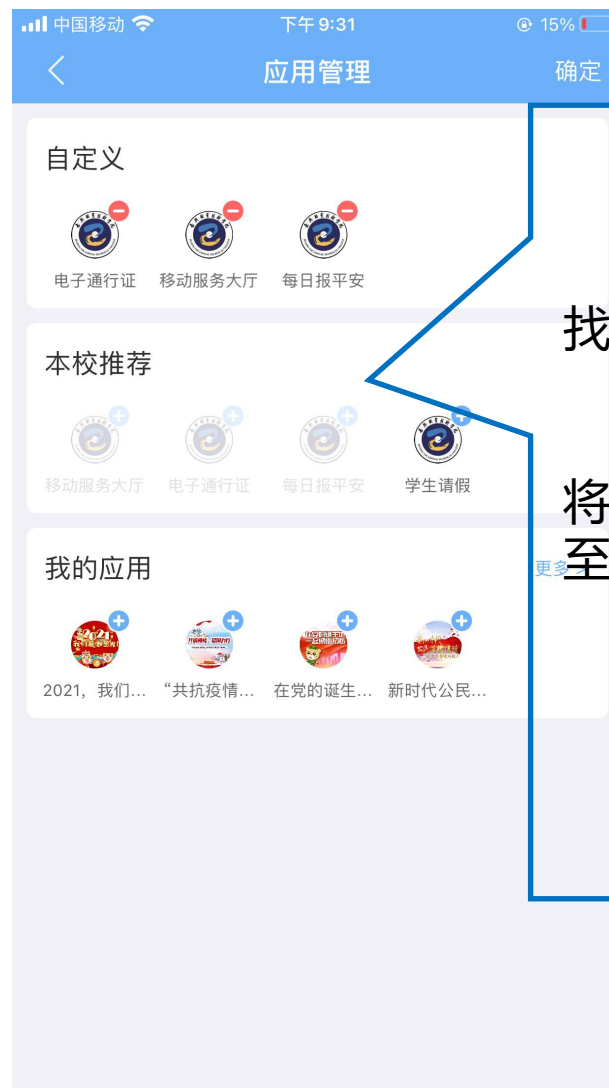 中国移动 下午 9:31 15%
应用管理 确定
自定义
电子通行证 移动服务大厅 每日报平安
找
本校推荐
移动服务大厅 电子通行证 每日报平安 学生请假
将
至
我的应用 更多
2021，我们... “共抗疫情... 在党的诞生... 新时代公民...